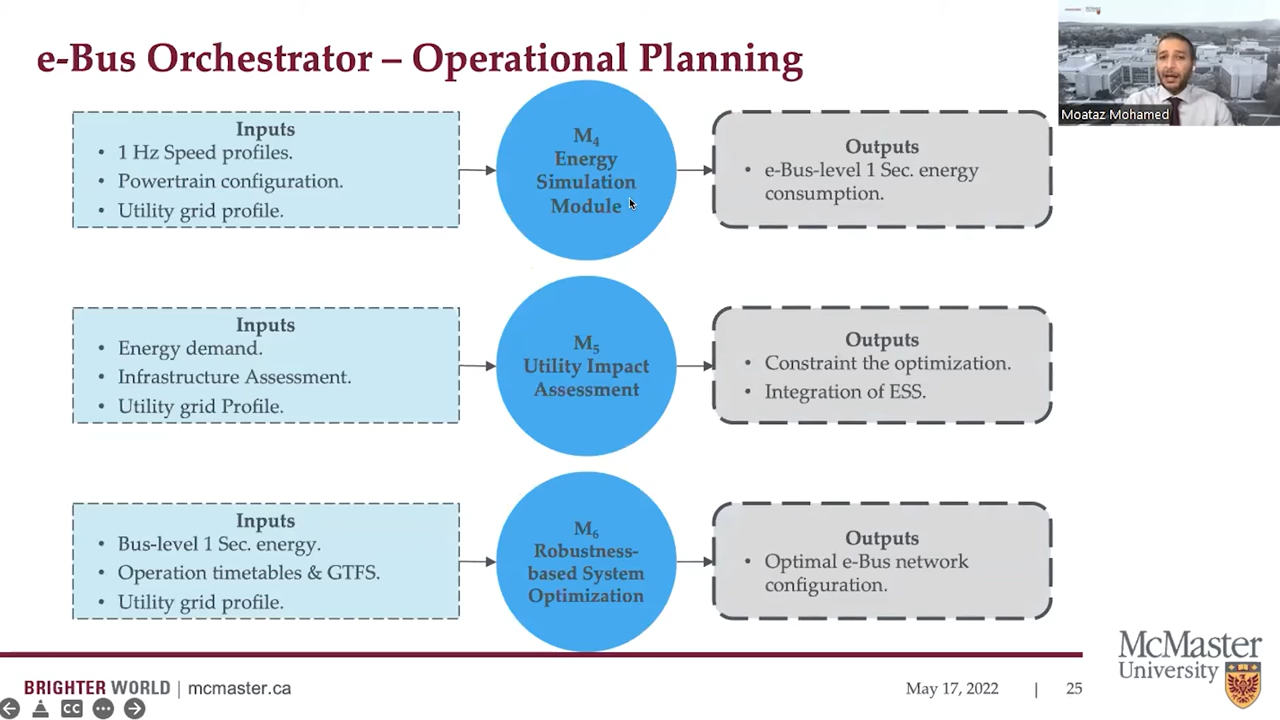 e-Bus Orchestrator – Operational Planning
Moataz Mohamed
Inputs
• 1 Hz Speed profiles.
• Powertrain configuration.
• Utility grid profile.
M₄
Energy
Simulation
Module
Outputs
• e-Bus-level 1 Sec. energy
consumption.
Inputs
• Energy demand.
• Infrastructure Assessment.
• Utility grid Profile.
M₅
Utility Impact
Assessment
Outputs
• Constraint the optimization.
• Integration of ESS.
Inputs
• Bus-level 1 Sec. energy.
• Operation timetables & GTFS.
• Utility grid profile.
M₆
Robustness-
based System
Optimization
Outputs
• Optimal e-Bus network
configuration.
McMaster
University
BRIGHTER WORLD | mcmaster.ca
May 17, 2022 | 25
CC